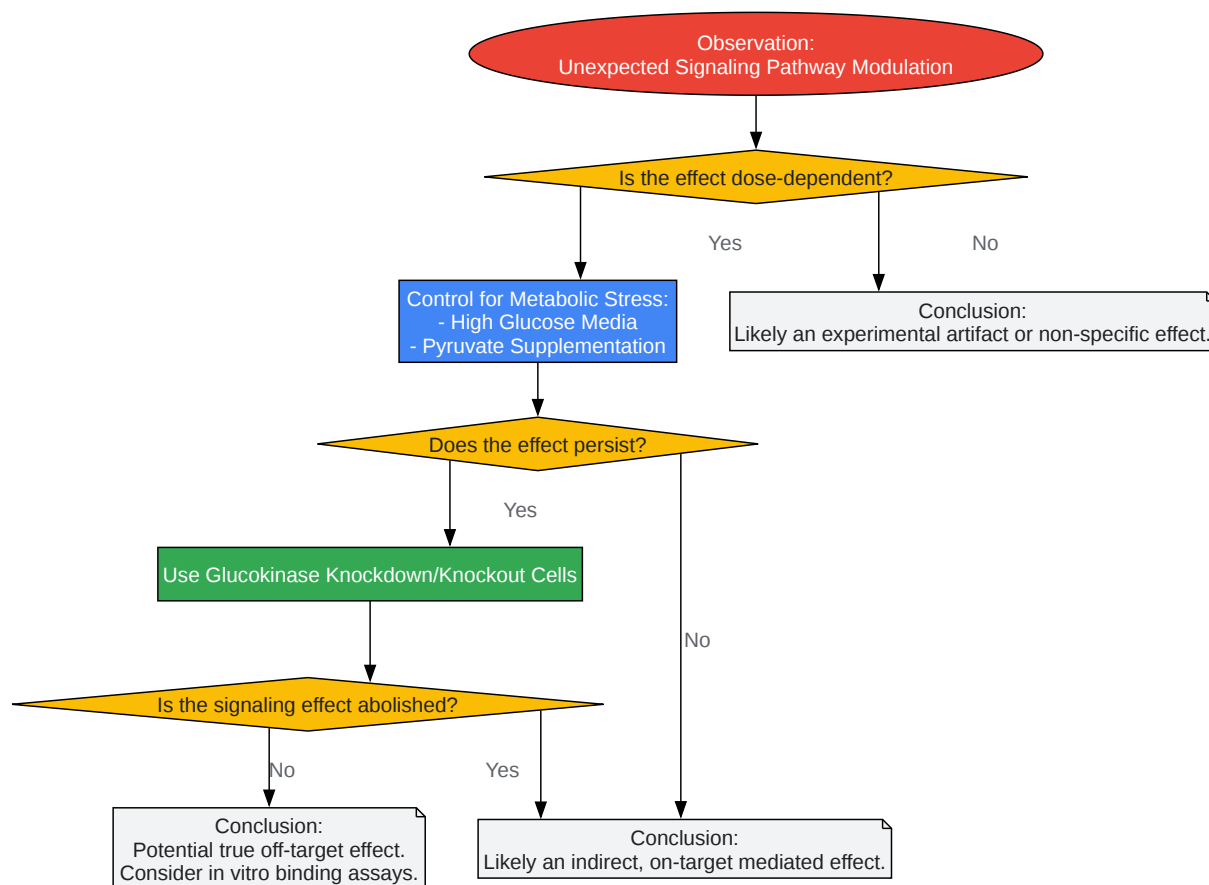 Observation:
Unexpected Signaling Pathway Modulation
Is the effect dose-dependent?
Yes
No
Control for Metabolic Stress:
- High Glucose Media
- Pyruvate Supplementation
Conclusion:
Likely an experimental artifact or non-specific effect.
Does the effect persist?
Yes
Use Glucokinase Knockdown/Knockout Cells
No
Is the signaling effect abolished?
No
Yes
Conclusion:
Potential true off-target effect.
Consider in vitro binding assays.
Conclusion:
Likely an indirect, on-target mediated effect.